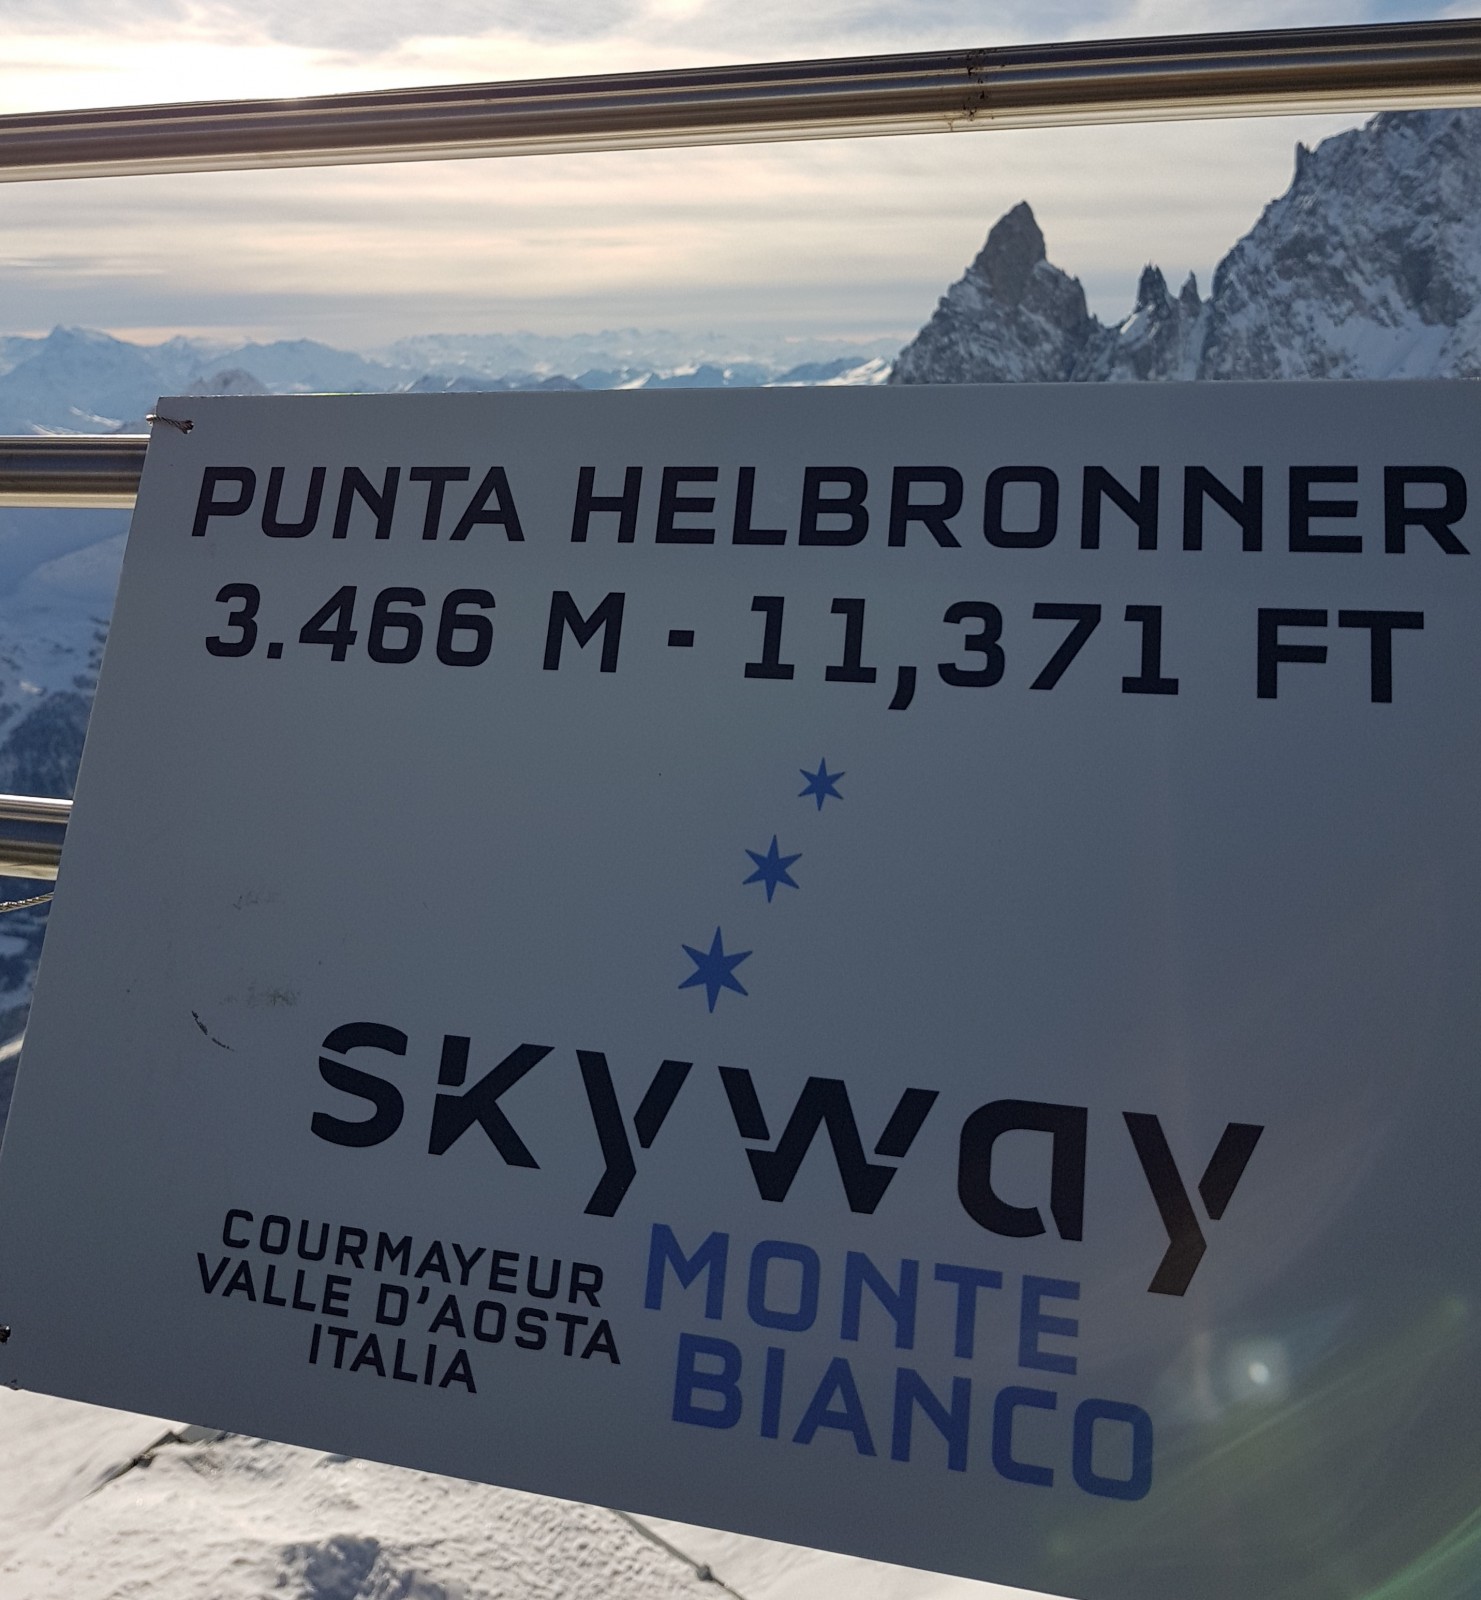 PUNTA HELBRONNER
3.466 M - 11,371 FT
skyway
COURMAYEUR
VALLE D'AOSTA
ITALIA
MONTE
BIANCO